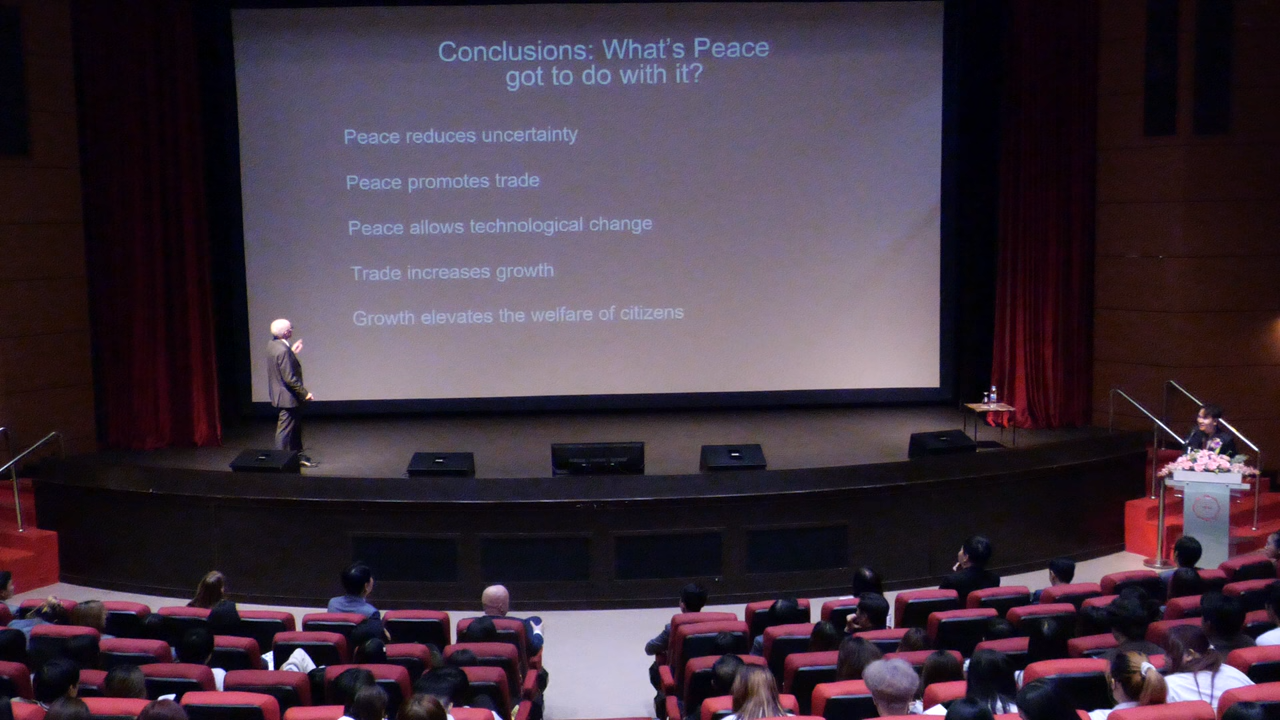 Conclusions: What's Peace
got to do with it?
Peace reduces uncertainty
Peace promotes trade
Peace allows technological change
Trade increases growth
Growth elevates the welfare of citizens